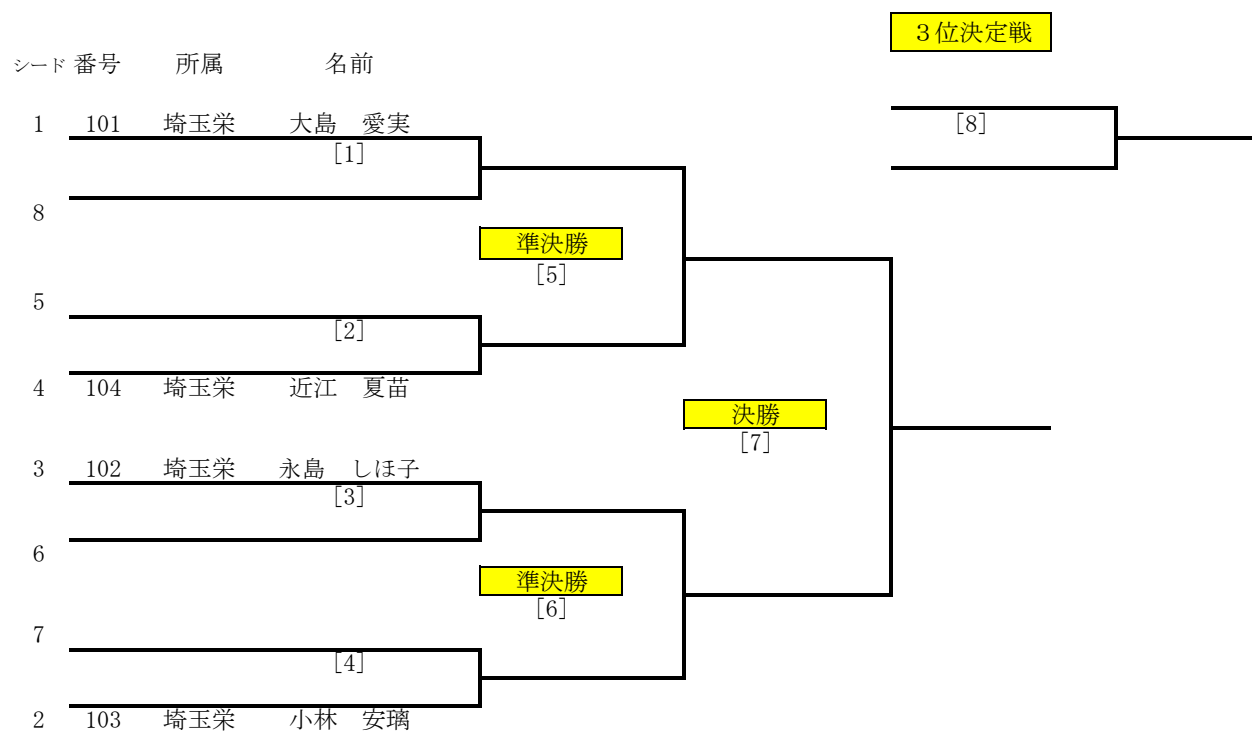 ３位決定戦
シード 番号 所属 名前
1 101 埼玉栄 大島　愛実
[8]
[1]
8
準決勝
[5]
5
[2]
4 104 埼玉栄 近江　夏苗
決勝
[7]
3 102 埼玉栄 永島　しほ子
[3]
6
準決勝
[6]
7
[4]
2 103 埼玉栄 小林　安璃